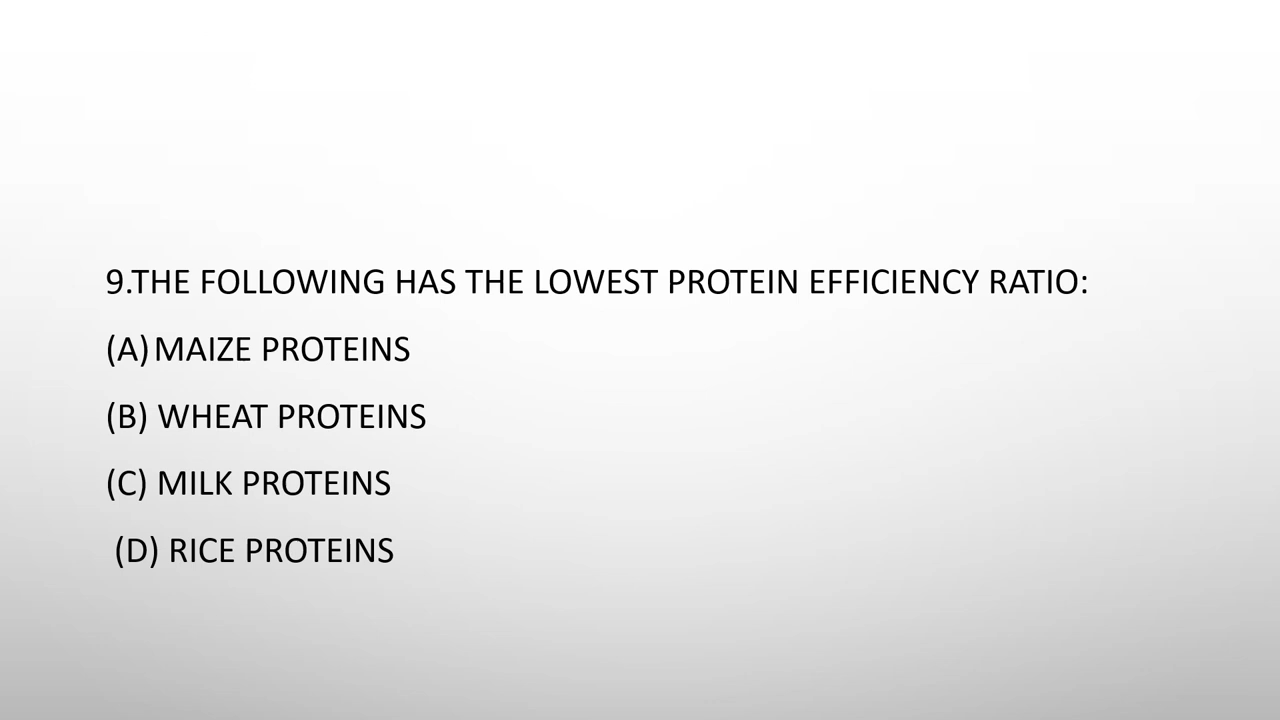 9.THE FOLLOWING HAS THE LOWEST PROTEIN EFFICIENCY RATIO:
(A) MAIZE PROTEINS
(B) WHEAT PROTEINS
(C) MILK PROTEINS
(D) RICE PROTEINS